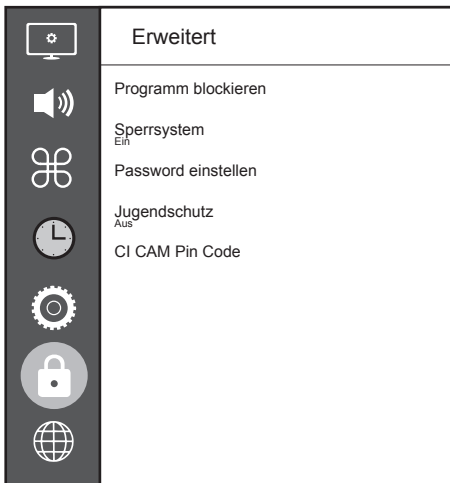 Erweitert
Programm blockieren
Sperrsystem
Ein
Password einstellen
Jugendschutz
Aus
CI CAM Pin Code